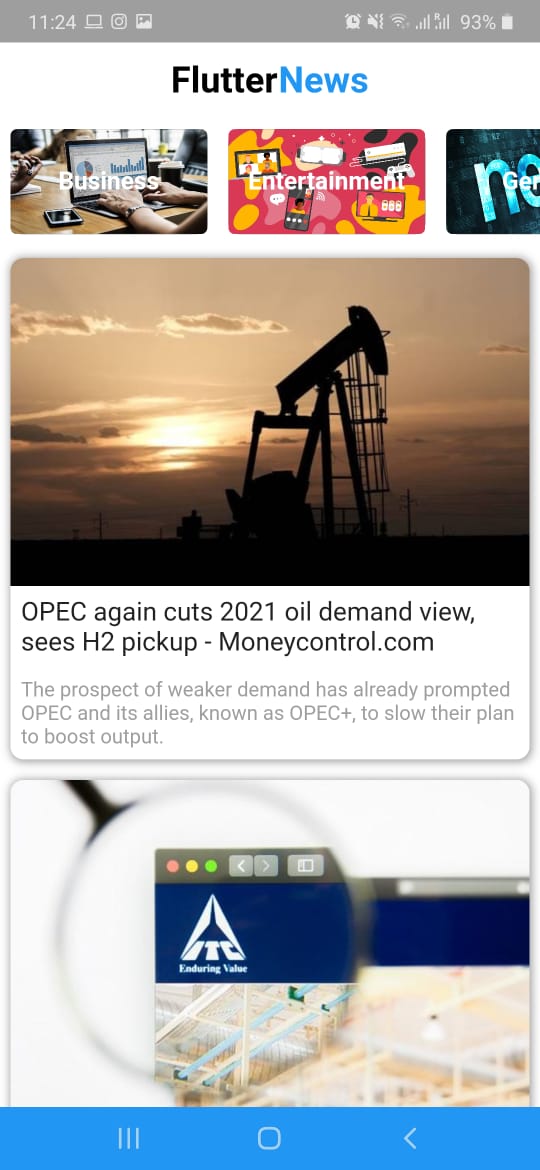 11:24
93%
FlutterNews
Business
Entertainment
Ger
OPEC again cuts 2021 oil demand view,
sees H2 pickup - Moneycontrol.com
The prospect of weaker demand has already prompted
OPEC and its allies, known as OPEC+, to slow their plan
to boost output.
ITC
Enduring Value